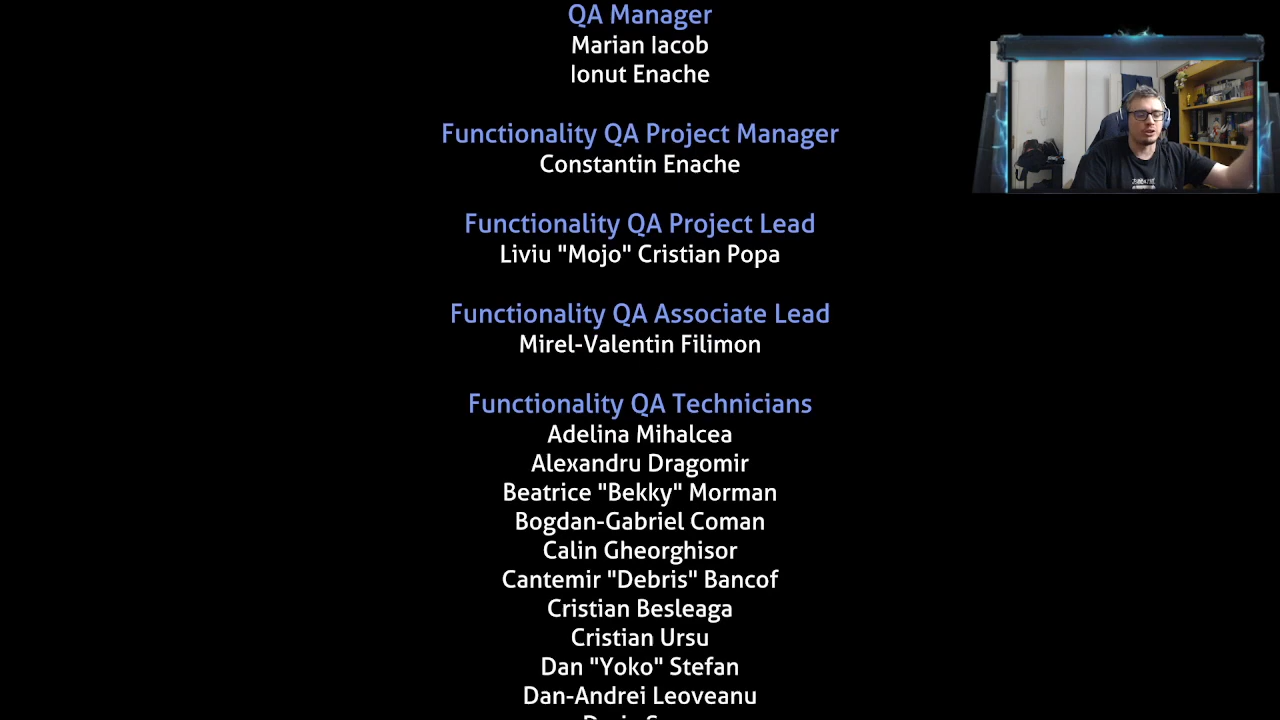 QA Manager
Marian Iacob
Ionut Enache
Functionality QA Project Manager
Constantin Enache
Functionality QA Project Lead
Liviu "Mojo" Cristian Popa
Functionality QA Associate Lead
Mirel-Valentin Filimon
Functionality QA Technicians
Adelina Mihalcea
Alexandru Dragomir
Beatrice "Bekky" Morman
Bogdan-Gabriel Coman
Calin Gheorghisor
Cantemir "Debris" Bancof
Cristian Besleaga
Cristian Ursu
Dan "Yoko" Stefan
Dan-Andrei Leoveanu